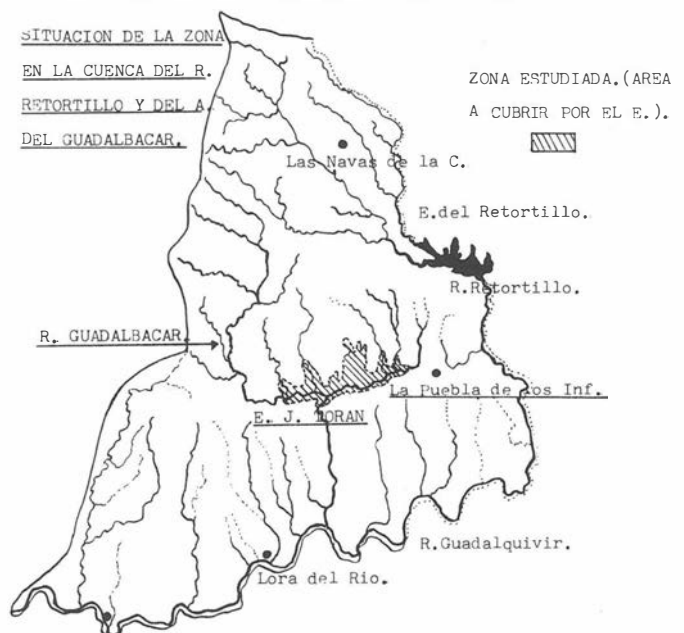 SITUACION DE LA ZONA
EN LA CUENCA DEL R.
RETORTILLO Y DEL A.
DEL GUADALBACAR.
ZONA ESTUDIADA.(AREA
A CUBRIR POR EL E.).
Las Navas de la C.
E.del Retortillo.
R.Retortillo.
R. GUADALBACAR.
La Puebla de los Inf.
E. J. TORAN
R.Guadalquivir.
Lora del Rio.